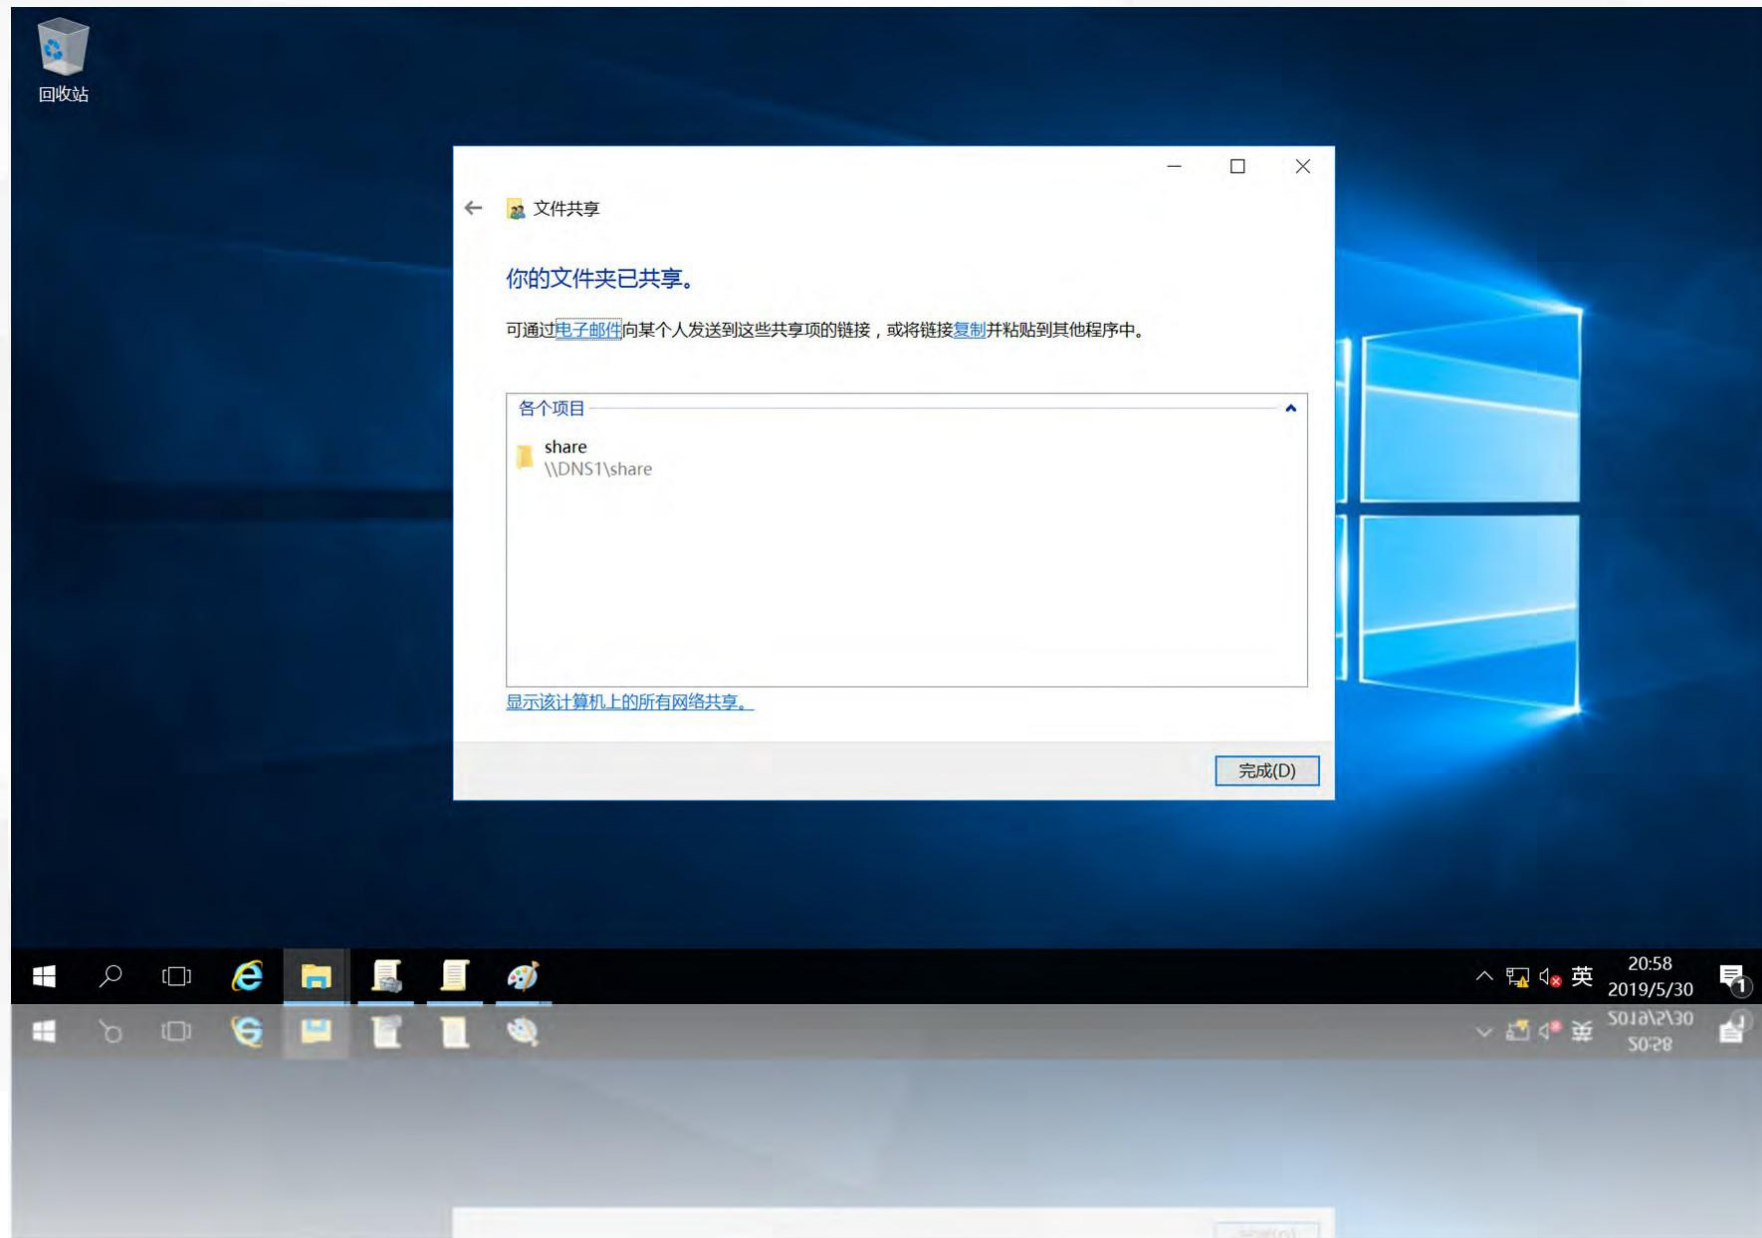 回收站
文件共享
你的文件夹已共享。
可通过电子邮件向某个人发送到这些共享项的链接，或将链接复制并粘贴到其他程序中。
各个项目
share
\\DNS1\share
显示该计算机上的所有网络共享。
完成(D)
英
20:58
2019/5/30
1